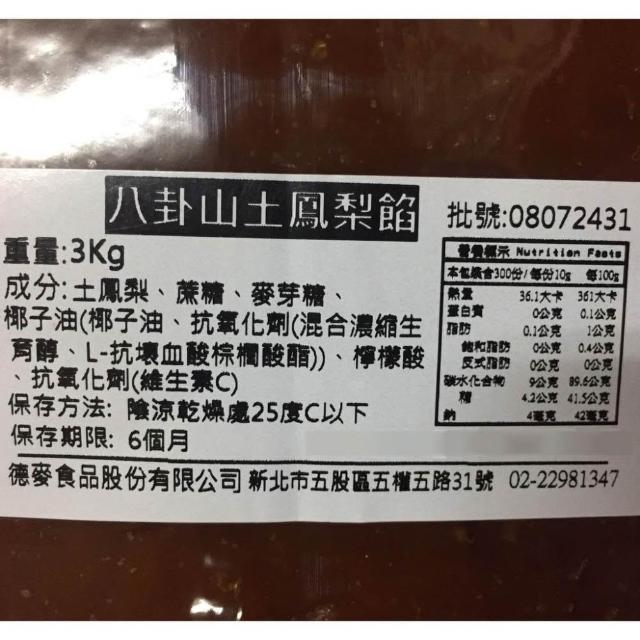 八卦山土鳳梨餡
批號:08072431
重量:3Kg
成分:土鳳梨、蔗糖、麥芽糖、
椰子油(椰子油、抗氧化劑(混合濃縮生
育醇、L-抗壞血酸棕櫚酸酯))、檸檬酸
、抗氧化劑(維生素C)
保存方法: 陰涼乾燥處25度C以下
保存期限: 6個月
營養標示 Nutrition Facts
本包裝含300份/每份10g 每100g
熱量 36.1大卡 361大卡
蛋白質 0公克 0.1公克
脂肪 0.1公克 1公克
飽和脂肪 0公克 0.4公克
反式脂肪 0公克 0公克
碳水化合物 9公克 89.6公克
糖 4.2公克 41.5公克
鈉 4毫克 42毫克
德麥食品股份有限公司 新北市五股區五權五路31號 02-22981347